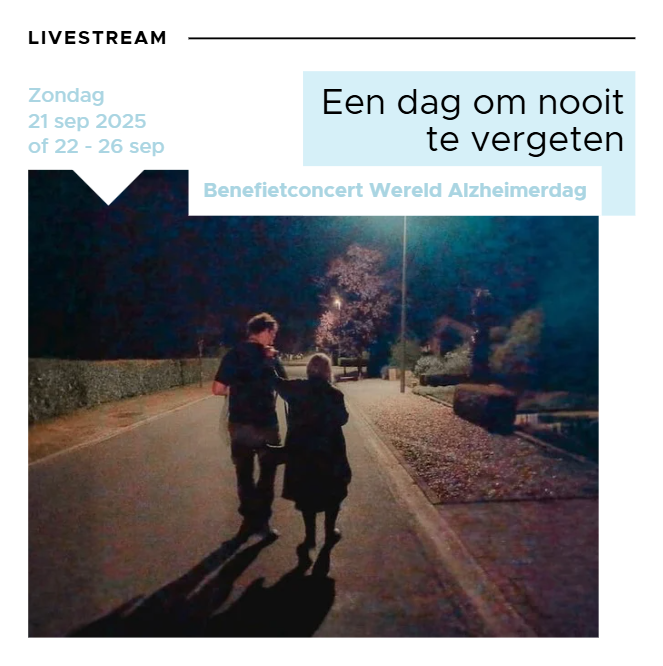 LIVESTREAM
Zondag
21 sep 2025
of 22 - 26 sep
Een dag om nooit
te vergeten
Benefietconcert Wereld Alzheimerdag